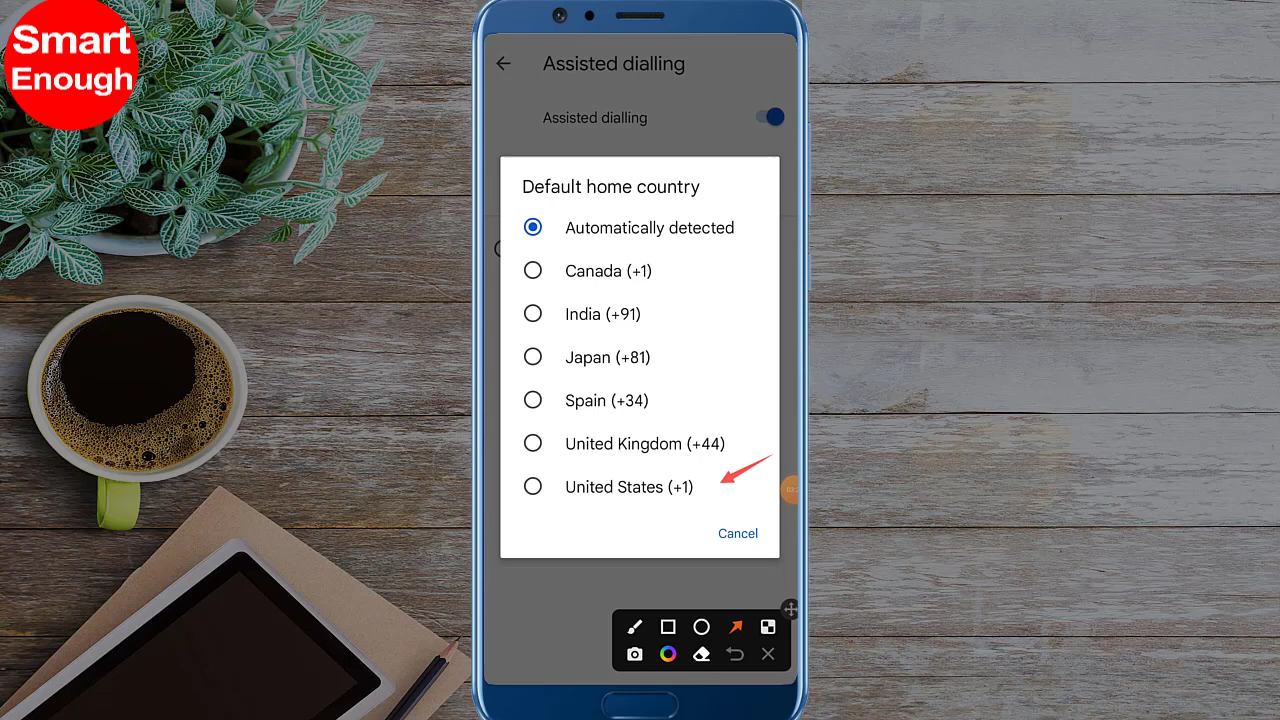 Smart
Enough
Assisted dialling
Assisted dialling
Default home country
Automatically detected
Canada (+1)
India (+91)
Japan (+81)
Spain (+34)
United Kingdom (+44)
United States (+1)
Cancel